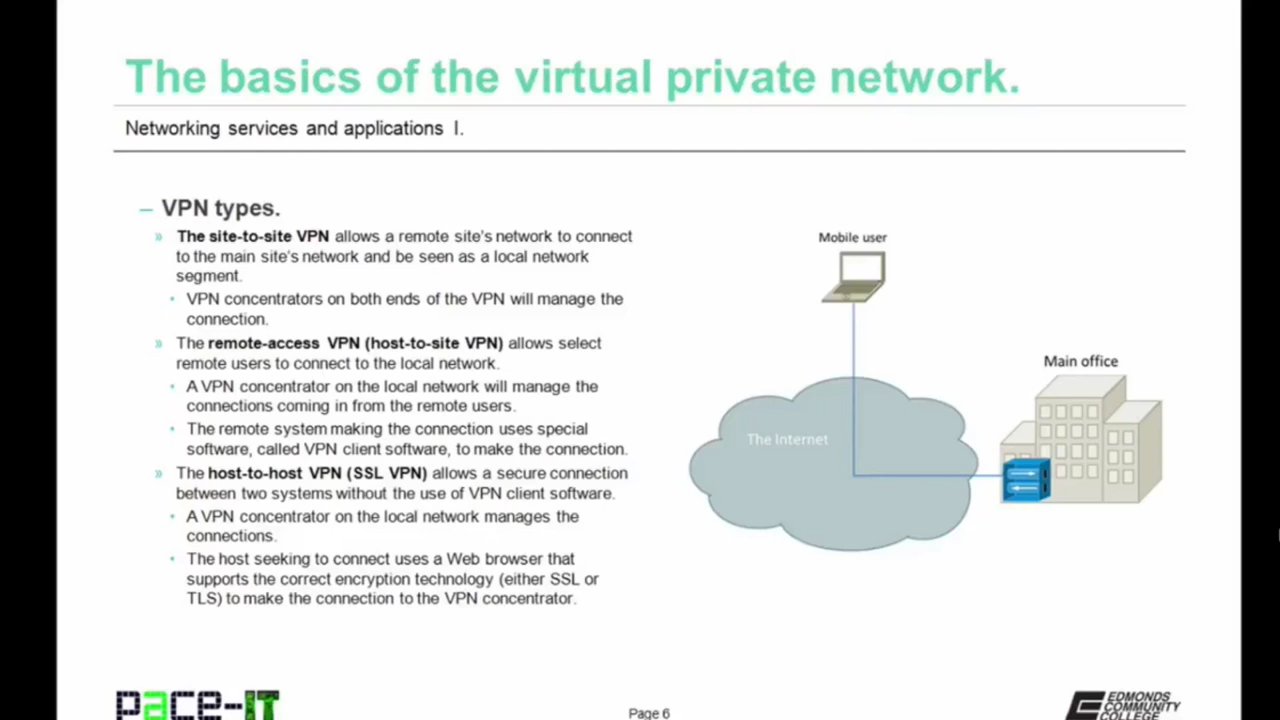 The basics of the virtual private network.
Networking services and applications I.
– VPN types.
» The site-to-site VPN allows a remote site's network to connect
to the main site's network and be seen as a local network
segment.
• VPN concentrators on both ends of the VPN will manage the
connection.
» The remote-access VPN (host-to-site VPN) allows select
remote users to connect to the local network.
• A VPN concentrator on the local network will manage the
connections coming in from the remote users.
• The remote system making the connection uses special
software, called VPN client software, to make the connection.
» The host-to-host VPN (SSL VPN) allows a secure connection
between two systems without the use of VPN client software.
• A VPN concentrator on the local network manages the
connections.
• The host seeking to connect uses a Web browser that
supports the correct encryption technology (either SSL or
TLS) to make the connection to the VPN concentrator.
Mobile user
Main office
The Internet
PACE-IT
Page 6
EDMONDS
COMMUNITY
COLLEGE